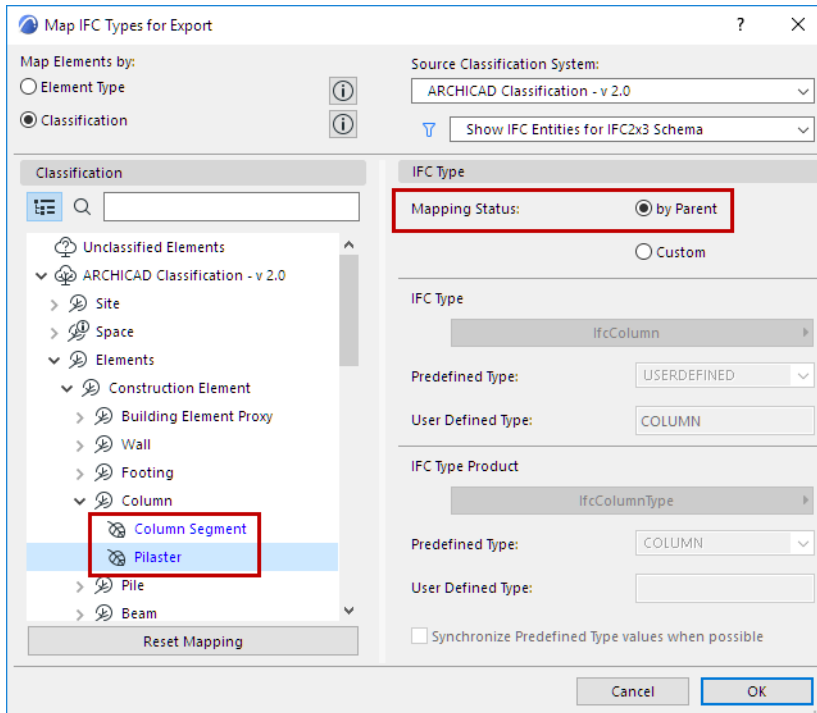 Map IFC Types for Export
?
Map Elements by:
Element Type
Classification
Source Classification System:
ARCHICAD Classification - v 2.0
Show IFC Entities for IFC2x3 Schema
Classification
Unclassified Elements
ARCHICAD Classification - v 2.0
Site
Space
Elements
Construction Element
Building Element Proxy
Wall
Footing
Column
Column Segment
Pilaster
Pile
Beam
Reset Mapping
IFC Type
Mapping Status:
by Parent
Custom
IFC Type
IfcColumn
Predefined Type:
USERDEFINED
User Defined Type:
COLUMN
IFC Type Product
IfcColumnType
Predefined Type:
COLUMN
User Defined Type:
Synchronize Predefined Type values when possible
Cancel
OK